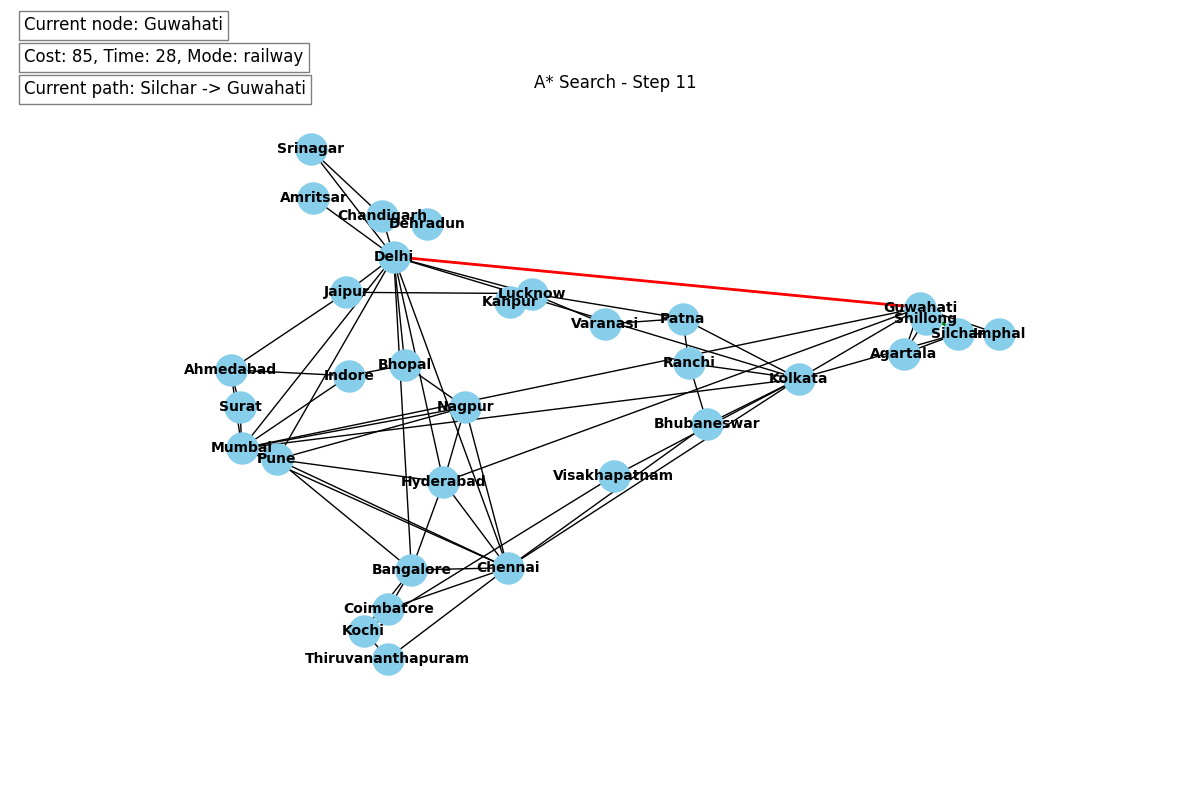 Current node: Guwahati
Cost: 85, Time: 28, Mode: railway
Current path: Silchar -> Guwahati
A* Search - Step 11
Srinagar
Amritsar
Chandigarh
Dehradun
Delhi
Jaipur
Lucknow
Kanpur
Guwahati
Shillong
Varanasi
Patna
Silchar
Imphal
Agartala
Ranchi
Bhopal
Ahmedabad
Indore
Kolkata
Surat
Nagpur
Bhubaneswar
Mumbai
Pune
Visakhapatnam
Hyderabad
Bangalore
Chennai
Coimbatore
Kochi
Thiruvananthapuram